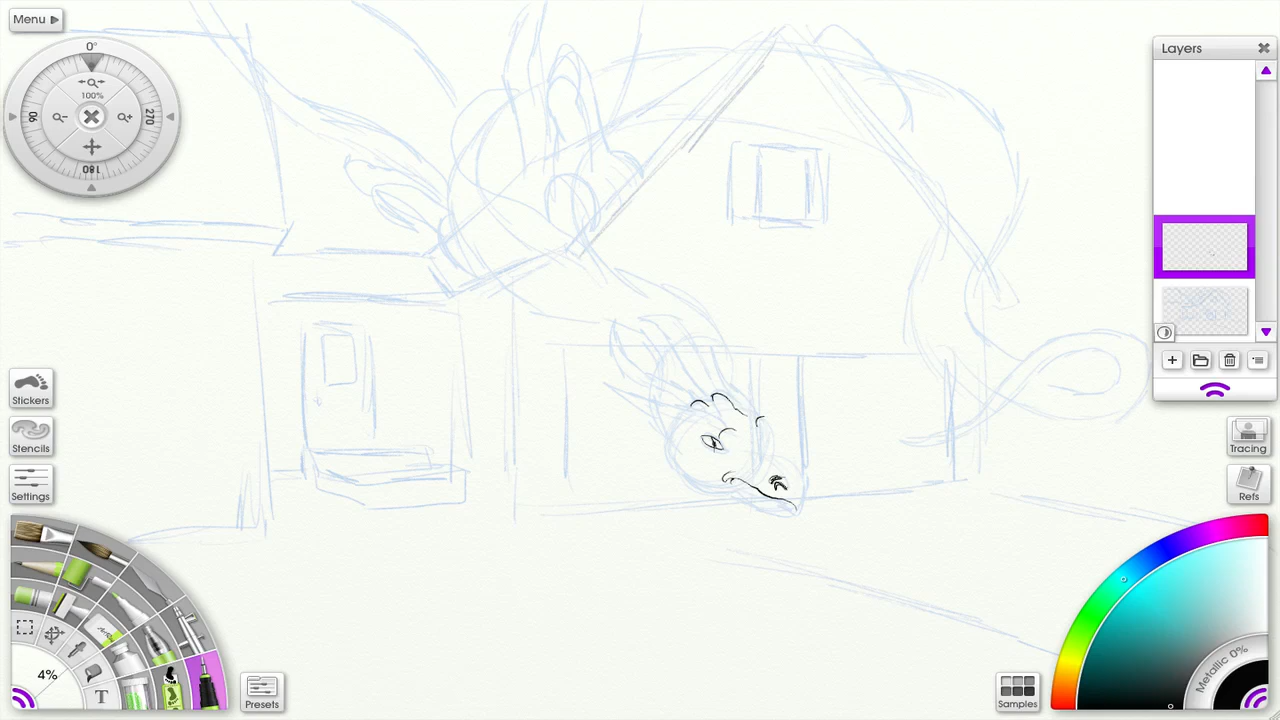 Menu
0°
100%
90
270
180
Layers
Stickers
Stencils
Settings
Tracing
Refs
4%
T
Presets
Samples
Metallic 0%